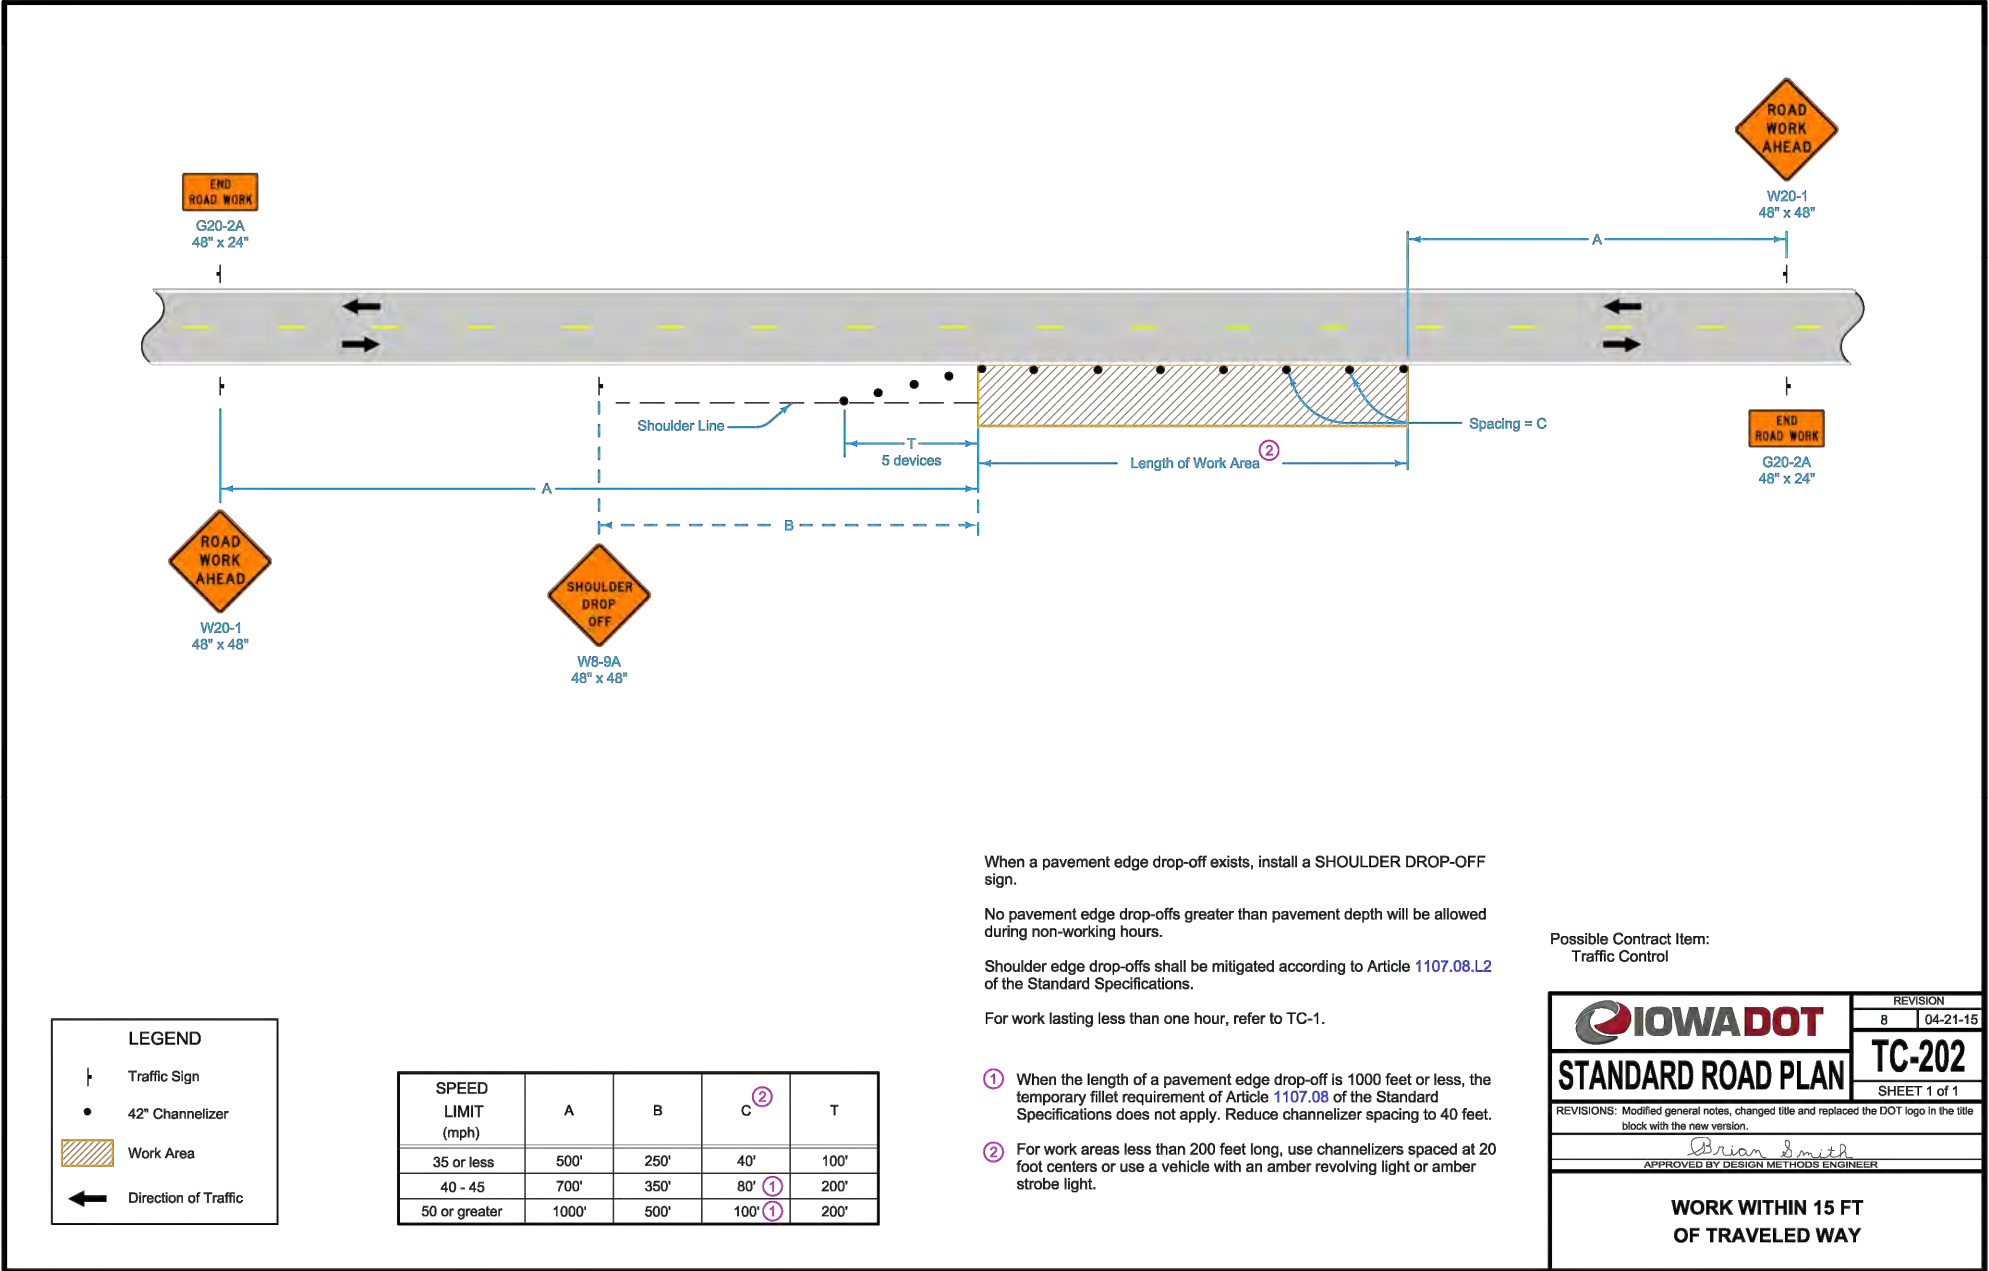 ROAD
WORK
AHEAD
W20-1
48" x 48"
END
ROAD WORK
G20-2A
48" x 24"
A
Shoulder Line
T
5 devices
Length of Work Area 2
Spacing = C
END
ROAD WORK
G20-2A
48" x 24"
A
B
ROAD
WORK
AHEAD
W20-1
48" x 48"
SHOULDER
DROP
OFF
W8-9A
48" x 48"
When a pavement edge drop-off exists, install a SHOULDER DROP-OFF
sign.
No pavement edge drop-offs greater than pavement depth will be allowed
during non-working hours.
Shoulder edge drop-offs shall be mitigated according to Article 1107.08.L2
of the Standard Specifications.
For work lasting less than one hour, refer to TC-1.
1 When the length of a pavement edge drop-off is 1000 feet or less, the
temporary fillet requirement of Article 1107.08 of the Standard
Specifications does not apply. Reduce channelizer spacing to 40 feet.
2 For work areas less than 200 feet long, use channelizers spaced at 20
foot centers or use a vehicle with an amber revolving light or amber
strobe light.
LEGEND
Traffic Sign
42" Channelizer
Work Area
Direction of Traffic
SPEED
LIMIT
(mph)
A B C 2 T
35 or less 500' 250' 40' 100'
40 - 45 700' 350' 80' 1 200'
50 or greater 1000' 500' 100' 1 200'
Possible Contract Item:
Traffic Control
IOWADOT
STANDARD ROAD PLAN
REVISION
8 04-21-15
TC-202
SHEET 1 of 1
REVISIONS: Modified general notes, changed title and replaced the DOT logo in the title
block with the new version.
Brian Smith
APPROVED BY DESIGN METHODS ENGINEER
WORK WITHIN 15 FT
OF TRAVELED WAY